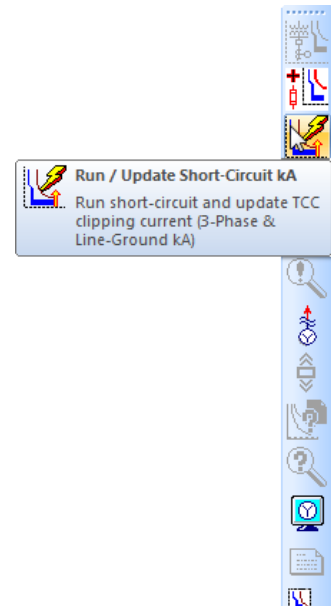 Run / Update Short-Circuit kA
Run short-circuit and update TCC
clipping current (3-Phase &
Line-Ground kA)